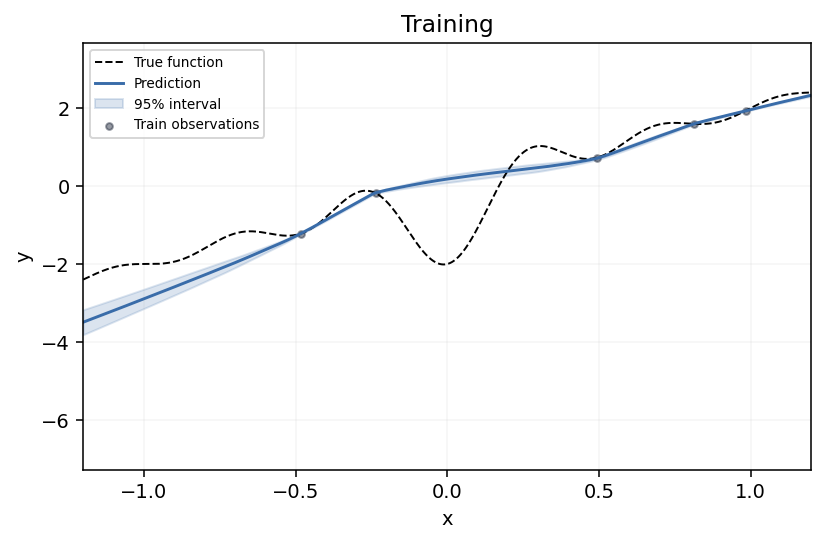 Training
True function
Prediction
95% interval
Train observations
2
0
−2
−4
−6
y
−1.0 −0.5 0.0 0.5 1.0
x